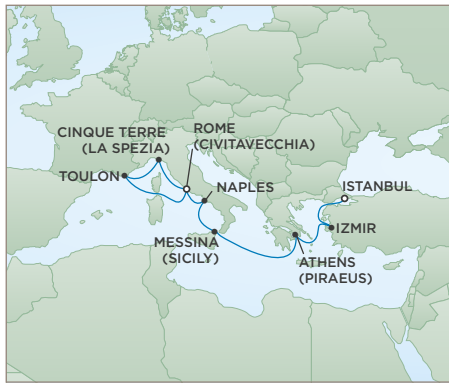 CINQUE TERRE
(LA SPEZIA)
ROME
(CIVITAVECCHIA)
TOULON
NAPLES
ISTANBUL
IZMIR
MESSINA
(SICILY)
ATHENS
(PIRAEUS)